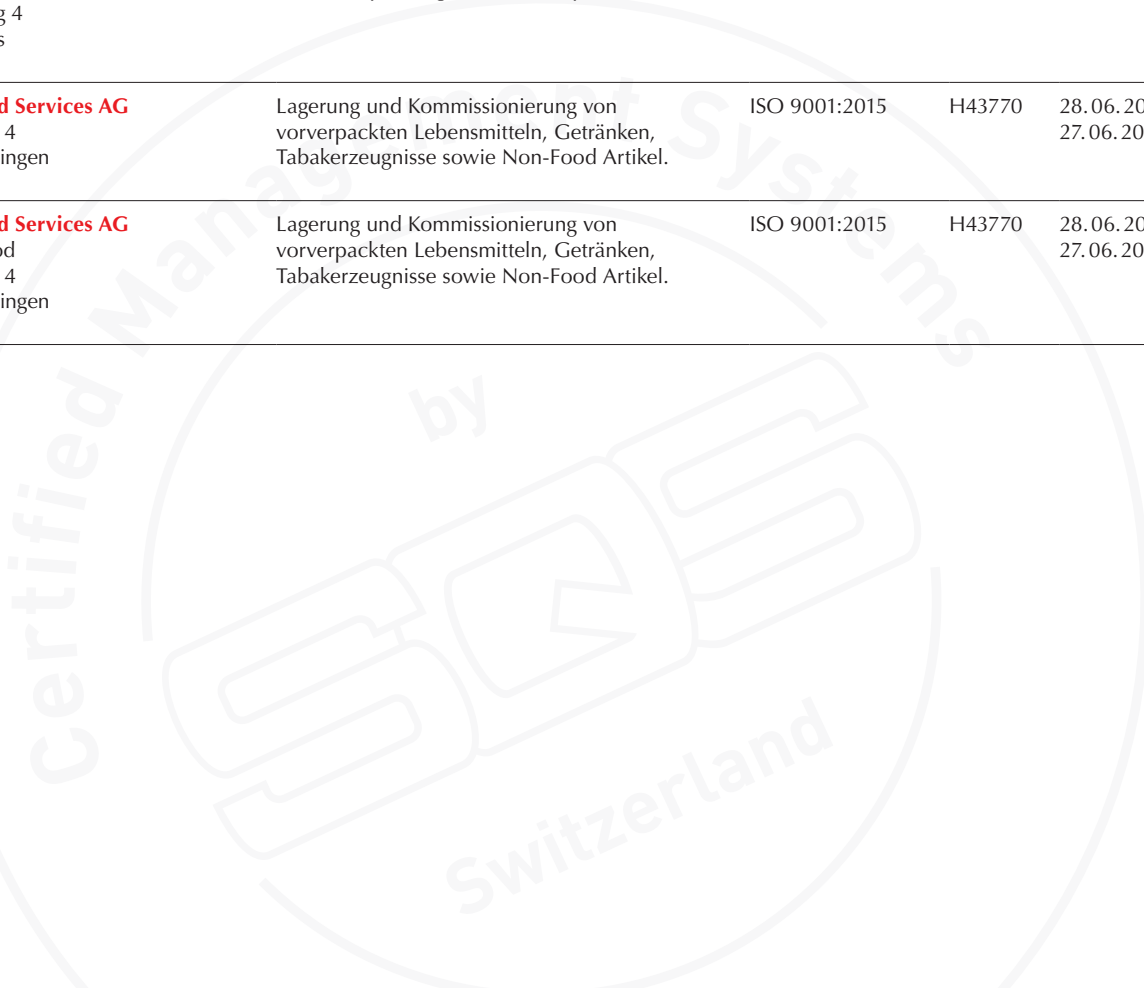 g 4
s
d Services AG Lagerung und Kommissionierung von ISO 9001:2015 H43770 28.06.20
4 vorverpackten Lebensmitteln, Getränken, 27.06.20
ingen Tabakerzeugnisse sowie Non-Food Artikel.
d Services AG Lagerung und Kommissionierung von ISO 9001:2015 H43770 28.06.20
od vorverpackten Lebensmitteln, Getränken, 27.06.20
4 Tabakerzeugnisse sowie Non-Food Artikel.
ingen
Certified Management Systems
by
SQS
Switzerland